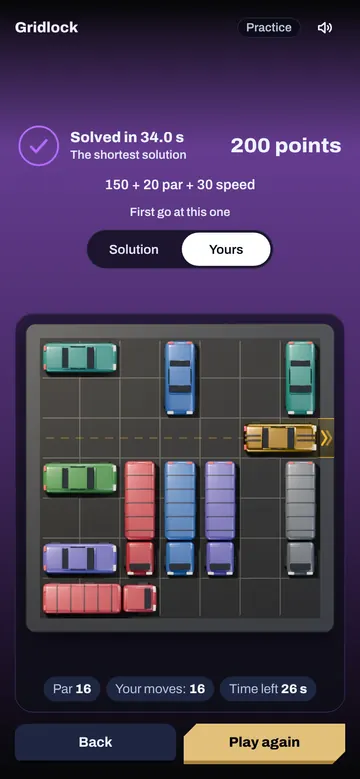 Gridlock
Practice
Solved in 34.0 s
The shortest solution
200 points
150 + 20 par + 30 speed
First go at this one
Solution
Yours
Par 16
Your moves: 16
Time left 26 s
Back
Play again